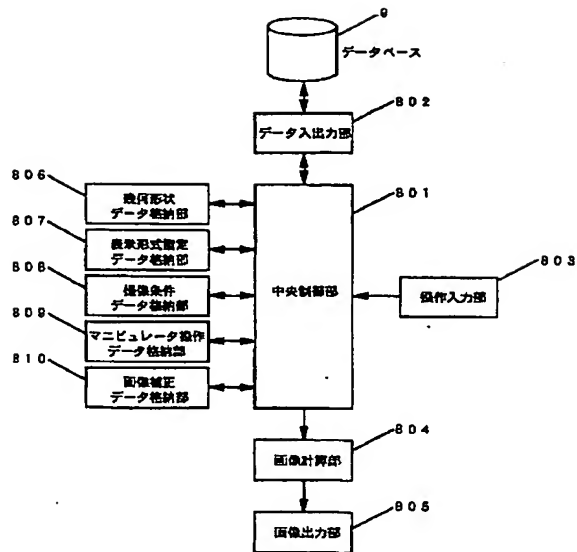 9
データベース
802
データ入出力部
806
幾何形状
データ格納部
807
表示形式指定
データ格納部
808
撮像条件
データ格納部
809
マニピュレータ操作
データ格納部
810
画像補正
データ格納部
801
中央制御部
803
操作入力部
804
画像計算部
805
画像出力部